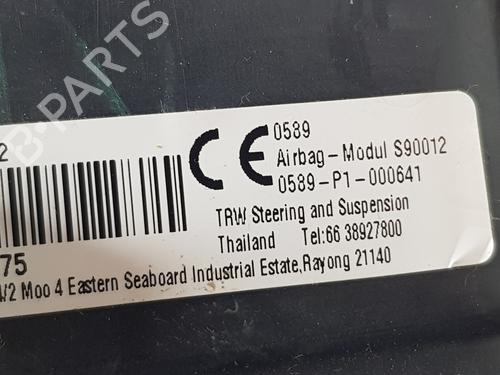 B-PARTS
2
CE 0589
Airbag-Modul S90012
0589-P1-000641
TRW Steering and Suspension
Thailand Tel:66 38927800
75
/2 Moo 4 Eastern Seaboard Industrial Estate,Rayong 21140